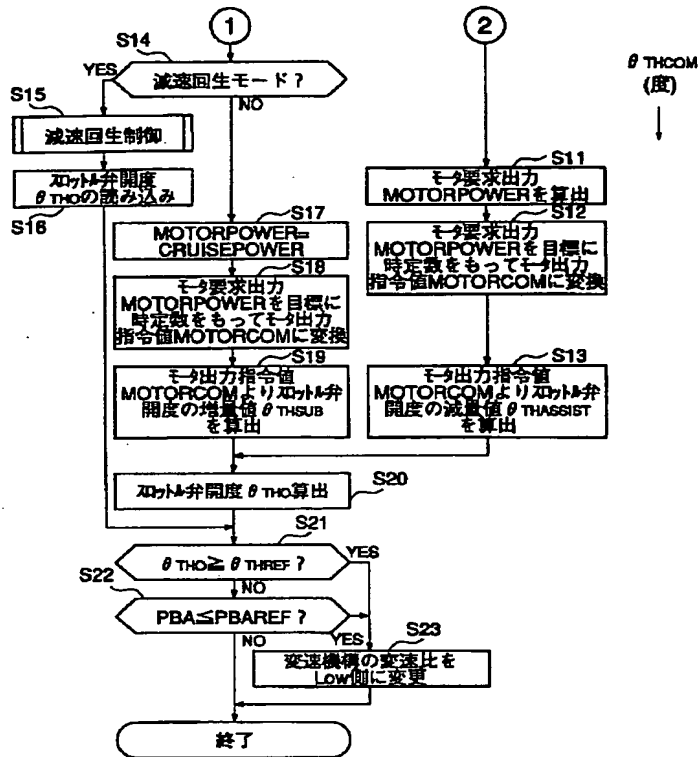 1
2
S14
減速回生モード？
YES
NO
θTHCOM
(度)
S15
減速回生制御
スロットル弁開度
θTHOの読み込み
S16
S11
モータ要求出力
MOTORPOWERを算出
S17
MOTORPOWER=
CRUISEPOWER
S12
モータ要求出力
MOTORPOWERを目標に
時定数をもってモータ出力
指令値MOTORCOMに変換
S18
モータ要求出力
MOTORPOWERを目標に
時定数をもってモータ出力
指令値MOTORCOMに変換
S19
モータ出力指令値
MOTORCOMよりスロットル弁
開度の増量値θTHSUB
を算出
S13
モータ出力指令値
MOTORCOMよりスロットル弁
開度の減量値θTHASSIST
を算出
スロットル弁開度θTHO算出
S20
S21
θTHO≧θTHREF？
YES
NO
S22
PBA≦PBAREF？
YES
NO
S23
変速機構の変速比を
Low側に変更
終了